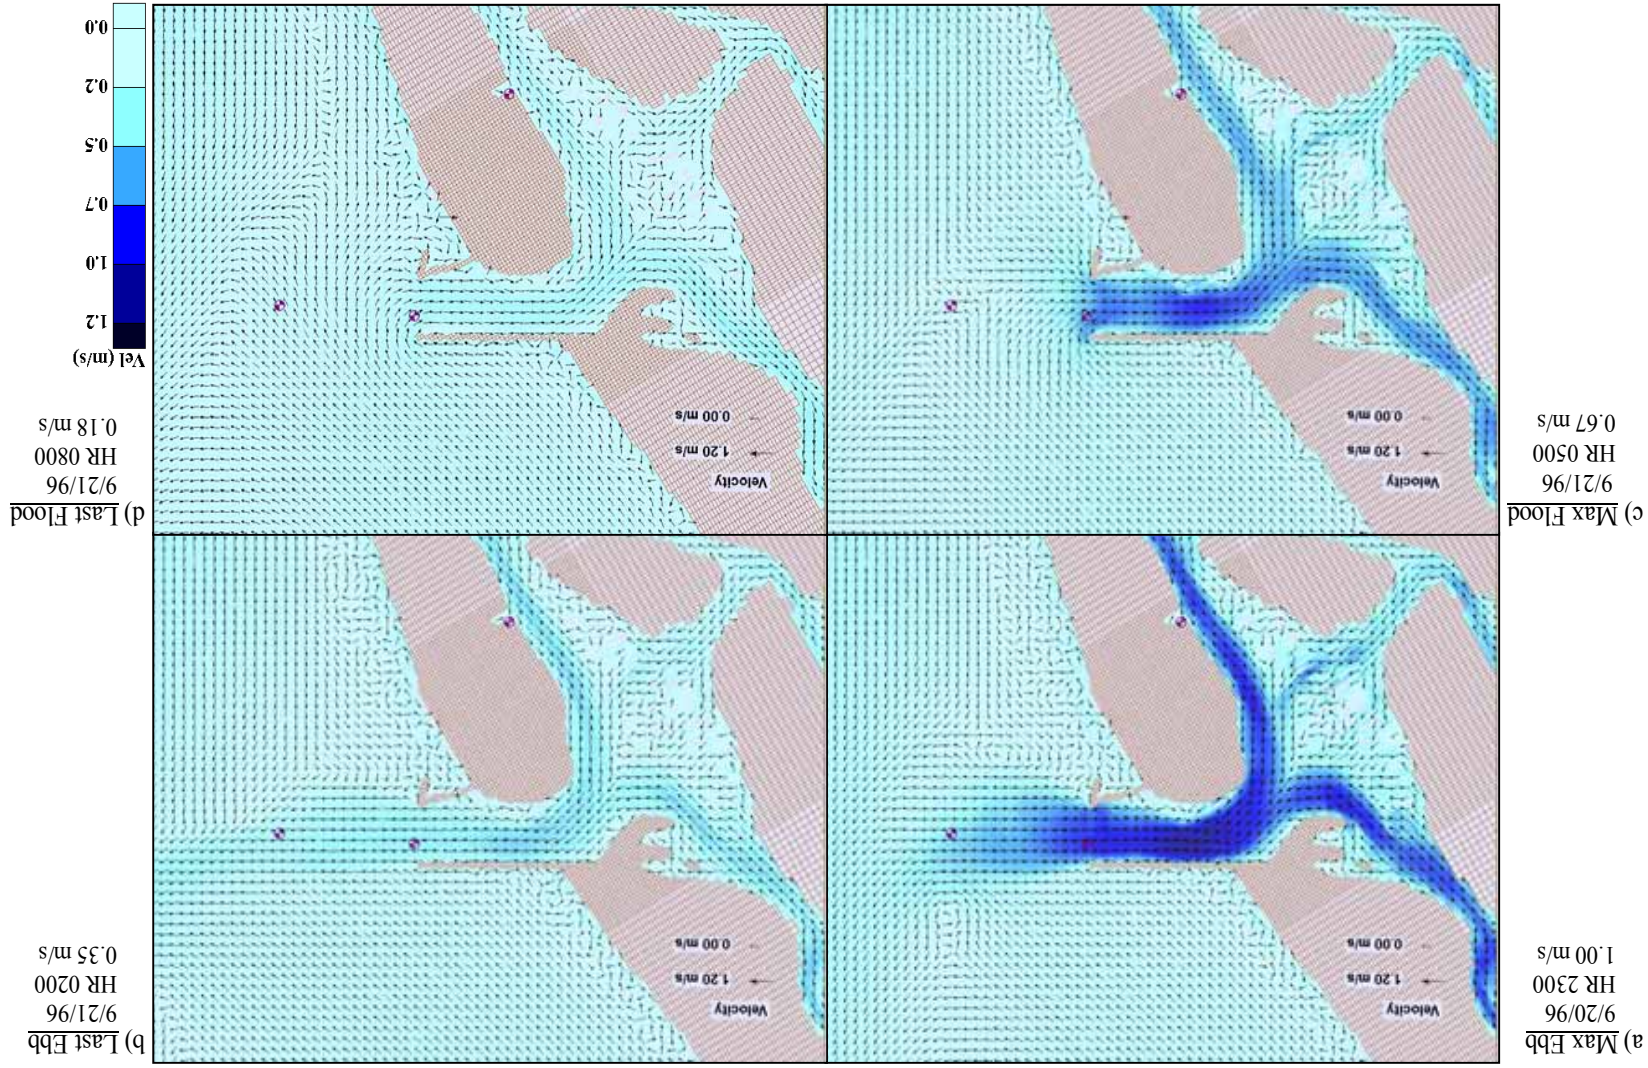 a) Max Ebb
9/20/96
HR 2300
1.00 m/s
Velocity
1.20 m/s
0.00 m/s
Velocity
1.20 m/s
0.00 m/s
b) Last Ebb
9/21/96
HR 0200
0.35 m/s
c) Max Flood
9/21/96
HR 0500
0.67 m/s
Velocity
1.20 m/s
0.00 m/s
Velocity
1.20 m/s
0.00 m/s
d) Last Flood
9/21/96
HR 0800
0.18 m/s
Vel (m/s)
1.2
1.0
0.7
0.5
0.2
0.0